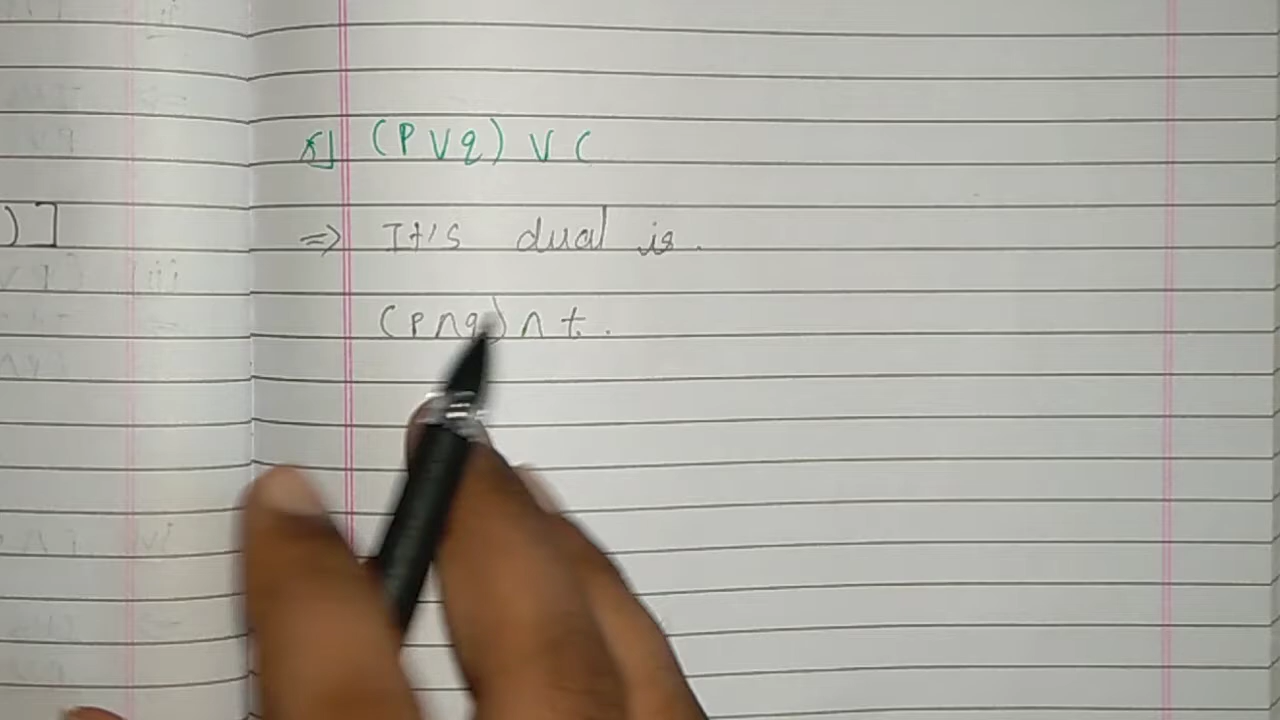 (P ∨ q) ∨ C
⇒ It's dual is.
(P ∧ q) ∧ t.
)]